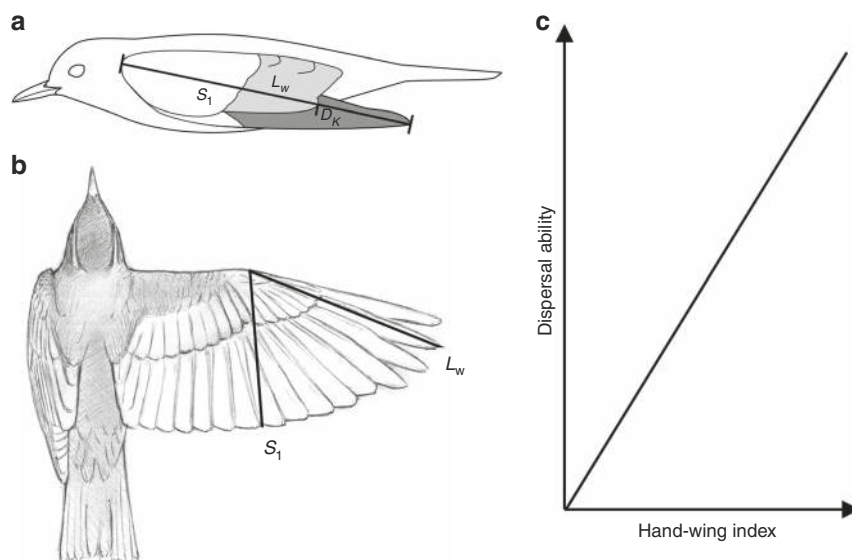 a
S1
Lw
DK
b
Lw
S1
c
Dispersal ability
Hand-wing index